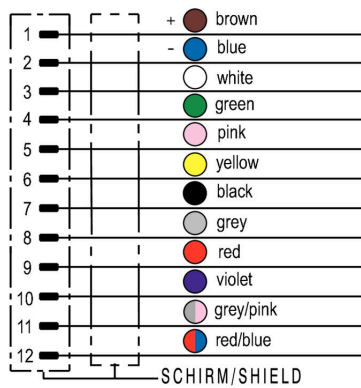 1 + brown
2 - blue
3 white
4 green
5 pink
6 yellow
7 black
8 grey
9 red
10 violet
11 grey/pink
12 red/blue
SCHIRM/SHIELD